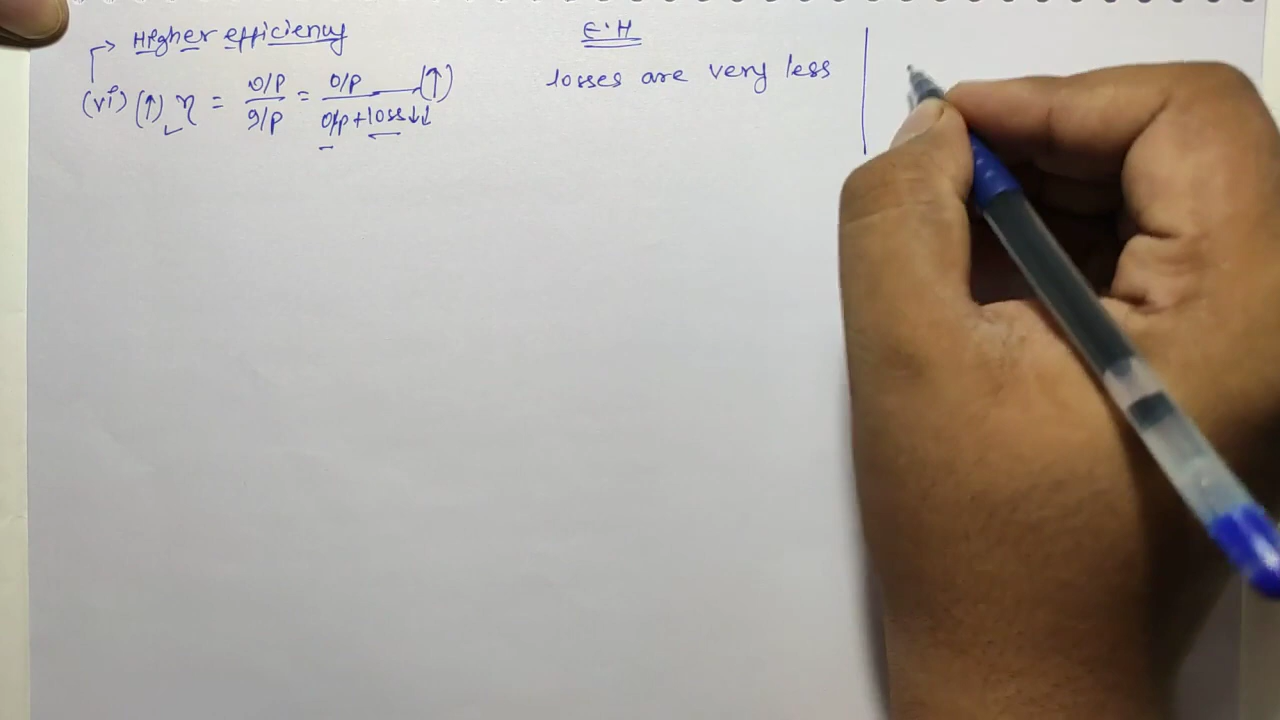 Higher efficiency
(vi) (↑) η = O/P / I/P = O/P / O/P + loss↓↓ (↑)
E·H
losses are very less